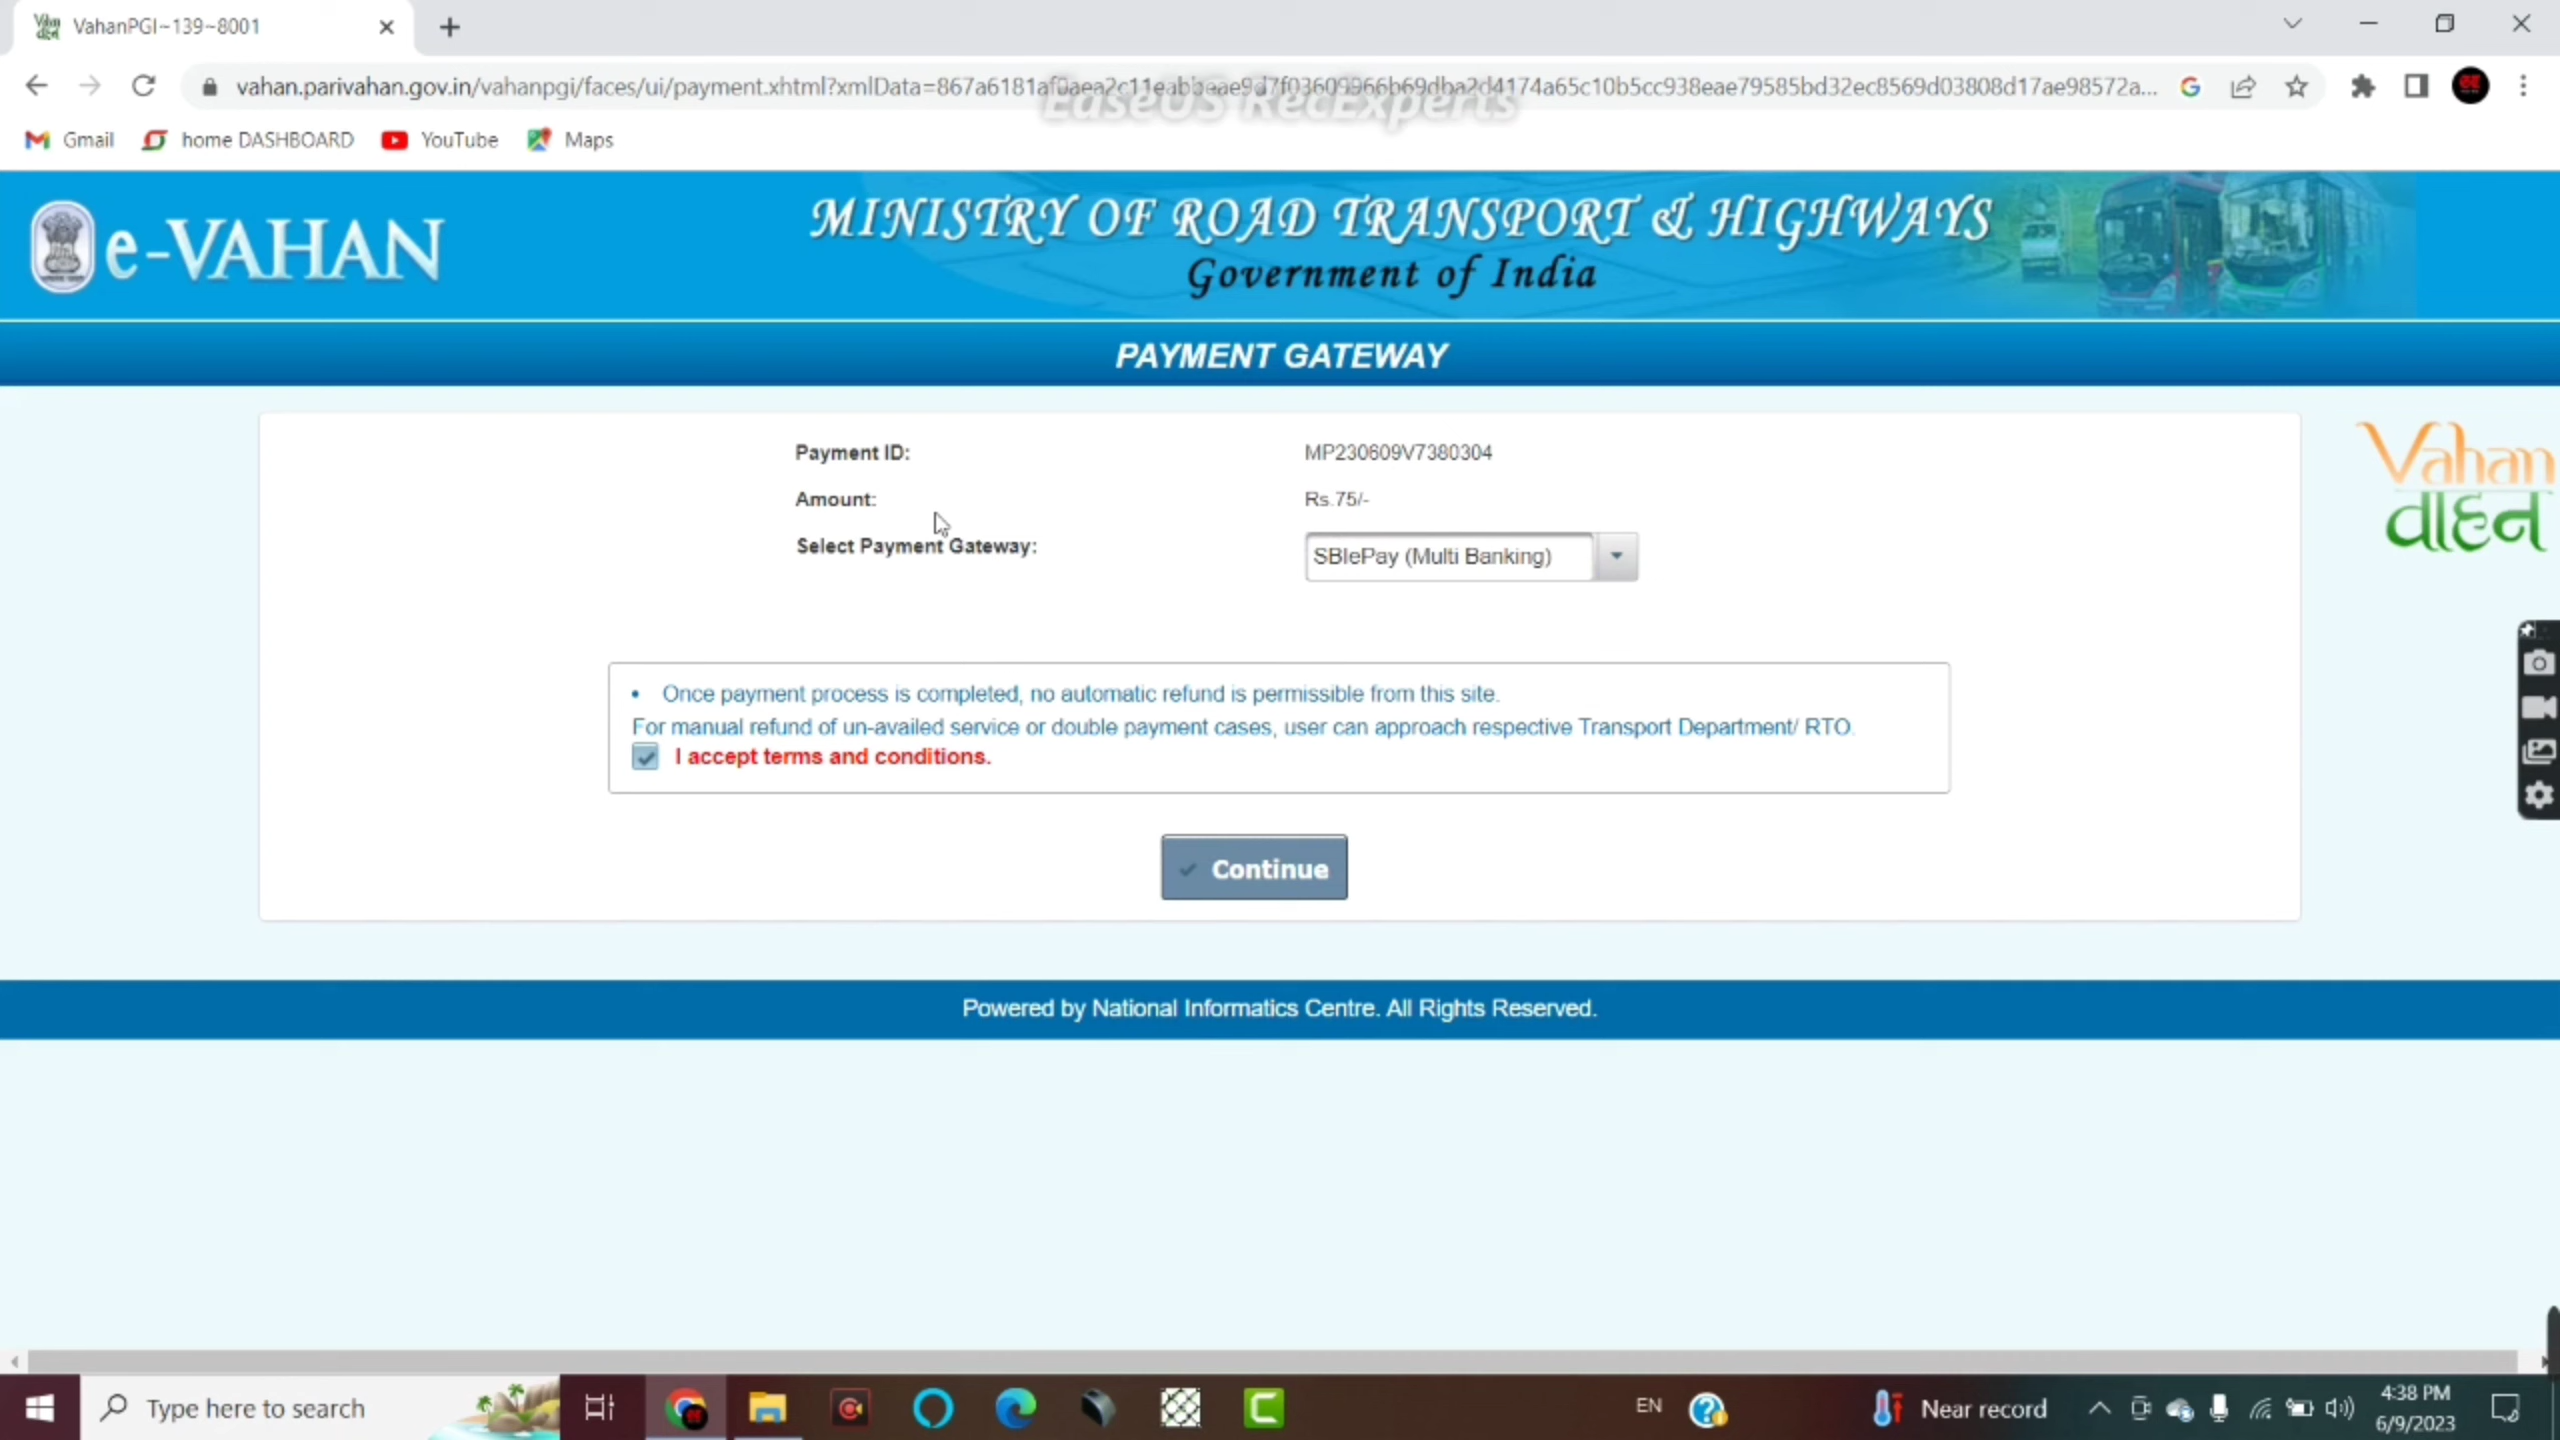 VahanPGI~139~8001
vahan.parivahan.gov.in/vahanpgi/faces/ui/payment.xhtml?xmlData=867a6181af0aea2c11eabbeae9d7f03609966b69dba2d4174a65c10b5cc938eae79585bd32ec8569d03808d17ae98572a...
EaseUS RecExperts
Gmail home DASHBOARD YouTube Maps
e-VAHAN
MINISTRY OF ROAD TRANSPORT & HIGHWAYS
Government of India
PAYMENT GATEWAY
Payment ID: MP230609V7380304
Amount: Rs.75/-
Select Payment Gateway: SBIePay (Multi Banking)
Vahan
वाहन
• Once payment process is completed, no automatic refund is permissible from this site.
For manual refund of un-availed service or double payment cases, user can approach respective Transport Department/ RTO.
I accept terms and conditions.
Continue
Powered by National Informatics Centre. All Rights Reserved.
Type here to search
EN
Near record
4:38 PM
6/9/2023